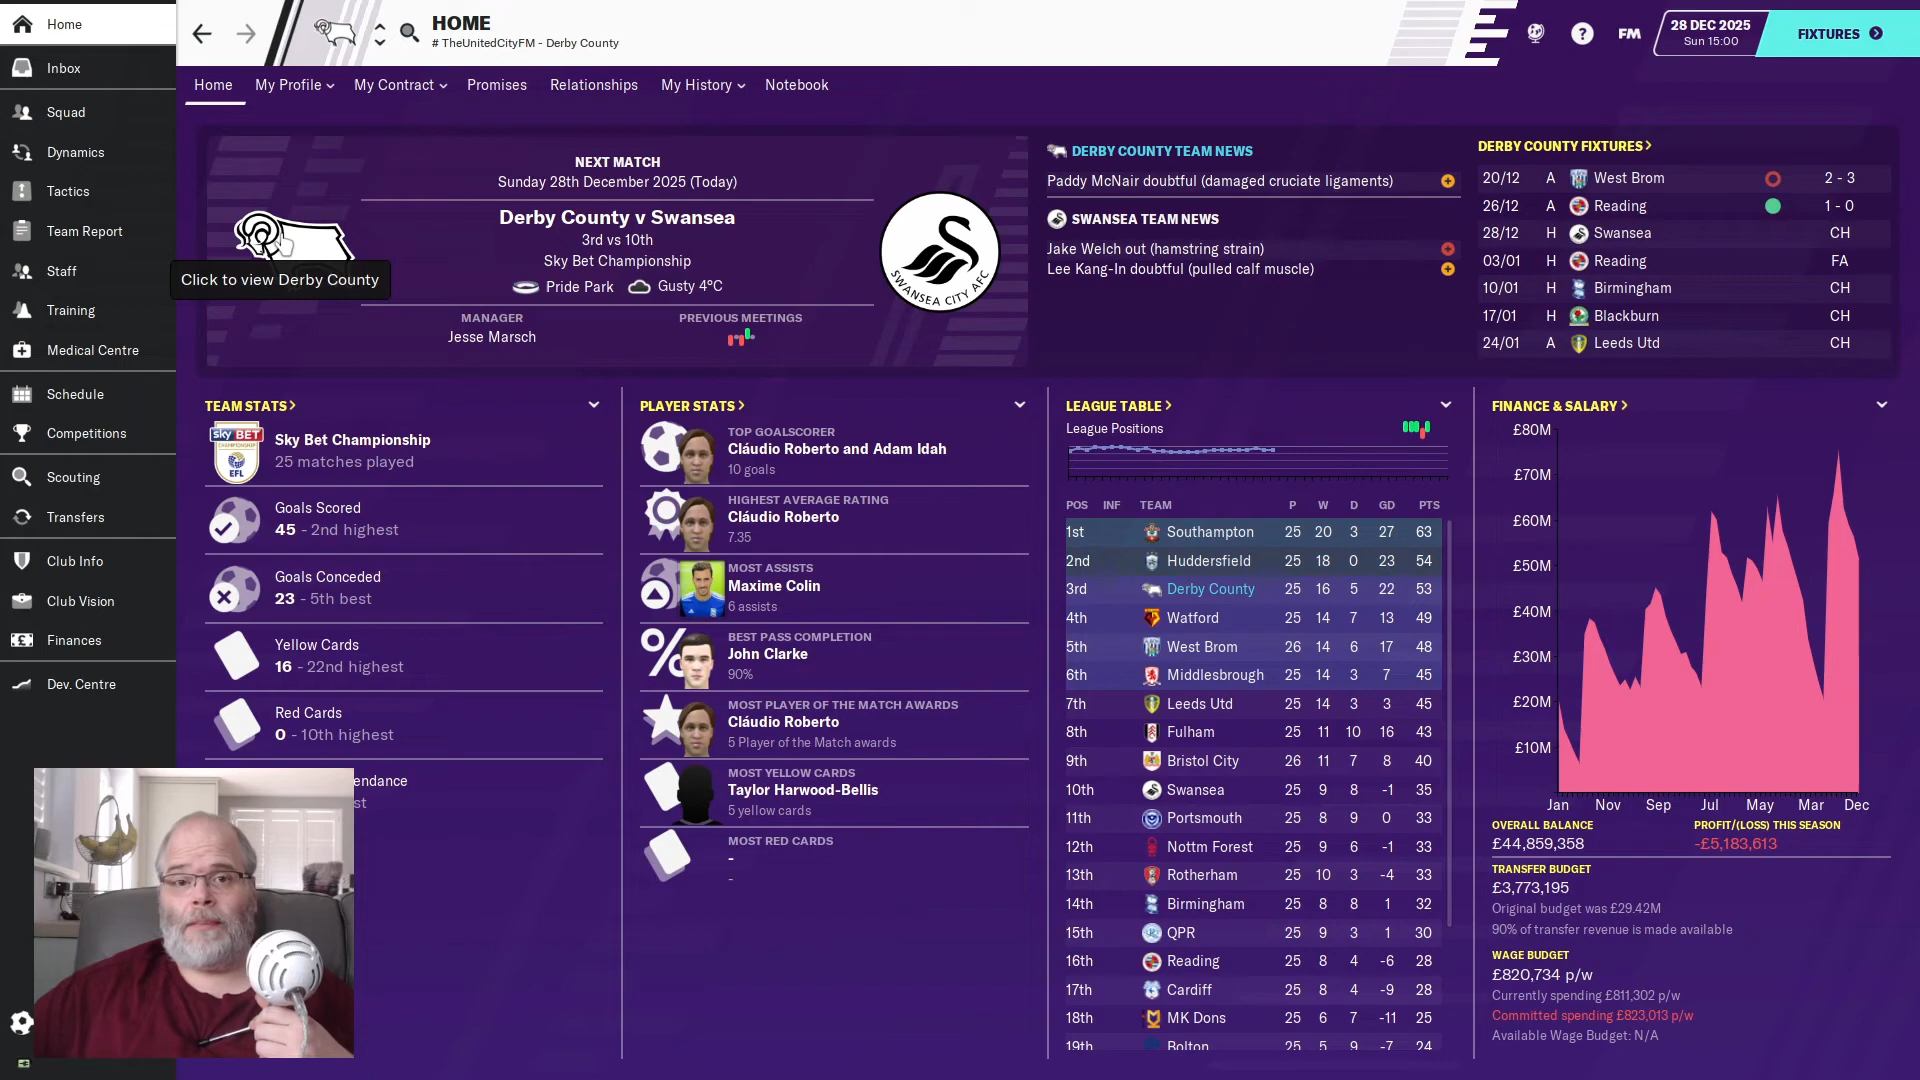 Home
Inbox
Squad
Dynamics
Tactics
Team Report
Staff
Training
Medical Centre
Schedule
Competitions
Scouting
Transfers
Club Info
Club Vision
Finances
Dev. Centre
HOME
# TheUnitedCityFM - Derby County
? FM
28 DEC 2025
Sun 15:00
FIXTURES
Home My Profile My Contract Promises Relationships My History Notebook
NEXT MATCH
Sunday 28th December 2025 (Today)
Derby County v Swansea
3rd vs 10th
Sky Bet Championship
Pride Park Gusty 4°C
MANAGER
Jesse Marsch
PREVIOUS MEETINGS
SWANSEA CITY AFC
Click to view Derby County
DERBY COUNTY TEAM NEWS
Paddy McNair doubtful (damaged cruciate ligaments)
SWANSEA TEAM NEWS
Jake Welch out (hamstring strain)
Lee Kang-In doubtful (pulled calf muscle)
DERBY COUNTY FIXTURES >
20/12 A West Brom 2 - 3
26/12 A Reading 1 - 0
28/12 H Swansea CH
03/01 H Reading FA
10/01 H Birmingham CH
17/01 H Blackburn CH
24/01 A Leeds Utd CH
TEAM STATS >
sky BET
CHAMPIONSHIP
EFL
Sky Bet Championship
25 matches played
Goals Scored
45 - 2nd highest
Goals Conceded
23 - 5th best
Yellow Cards
16 - 22nd highest
Red Cards
0 - 10th highest
endance
st
PLAYER STATS >
TOP GOALSCORER
Cláudio Roberto and Adam Idah
10 goals
HIGHEST AVERAGE RATING
Cláudio Roberto
7.35
MOST ASSISTS
Maxime Colin
6 assists
BEST PASS COMPLETION
John Clarke
90%
MOST PLAYER OF THE MATCH AWARDS
Cláudio Roberto
5 Player of the Match awards
MOST YELLOW CARDS
Taylor Harwood-Bellis
5 yellow cards
MOST RED CARDS
-
-
LEAGUE TABLE >
League Positions
POS INF TEAM P W D GD PTS
1st Southampton 25 20 3 27 63
2nd Huddersfield 25 18 0 23 54
3rd Derby County 25 16 5 22 53
4th Watford 25 14 7 13 49
5th West Brom 26 14 6 17 48
6th Middlesbrough 25 14 3 7 45
7th Leeds Utd 25 14 3 3 45
8th Fulham 25 11 10 16 43
9th Bristol City 26 11 7 8 40
10th Swansea 25 9 8 -1 35
11th Portsmouth 25 8 9 0 33
12th Nottm Forest 25 9 6 -1 33
13th Rotherham 25 10 3 -4 33
14th Birmingham 25 8 8 1 32
15th QPR 25 9 3 1 30
16th Reading 25 8 4 -6 28
17th Cardiff 25 8 4 -9 28
18th MK Dons 25 6 7 -11 25
19th Bolton 25 5 9 -7 24
FINANCE & SALARY >
£80M
£70M
£60M
£50M
£40M
£30M
£20M
£10M
Jan Nov Sep Jul May Mar Dec
OVERALL BALANCE
£44,859,358
PROFIT/(LOSS) THIS SEASON
-£5,183,613
TRANSFER BUDGET
£3,773,195
Original budget was £29.42M
90% of transfer revenue is made available
WAGE BUDGET
£820,734 p/w
Currently spending £811,302 p/w
Committed spending £823,013 p/w
Available Wage Budget: N/A